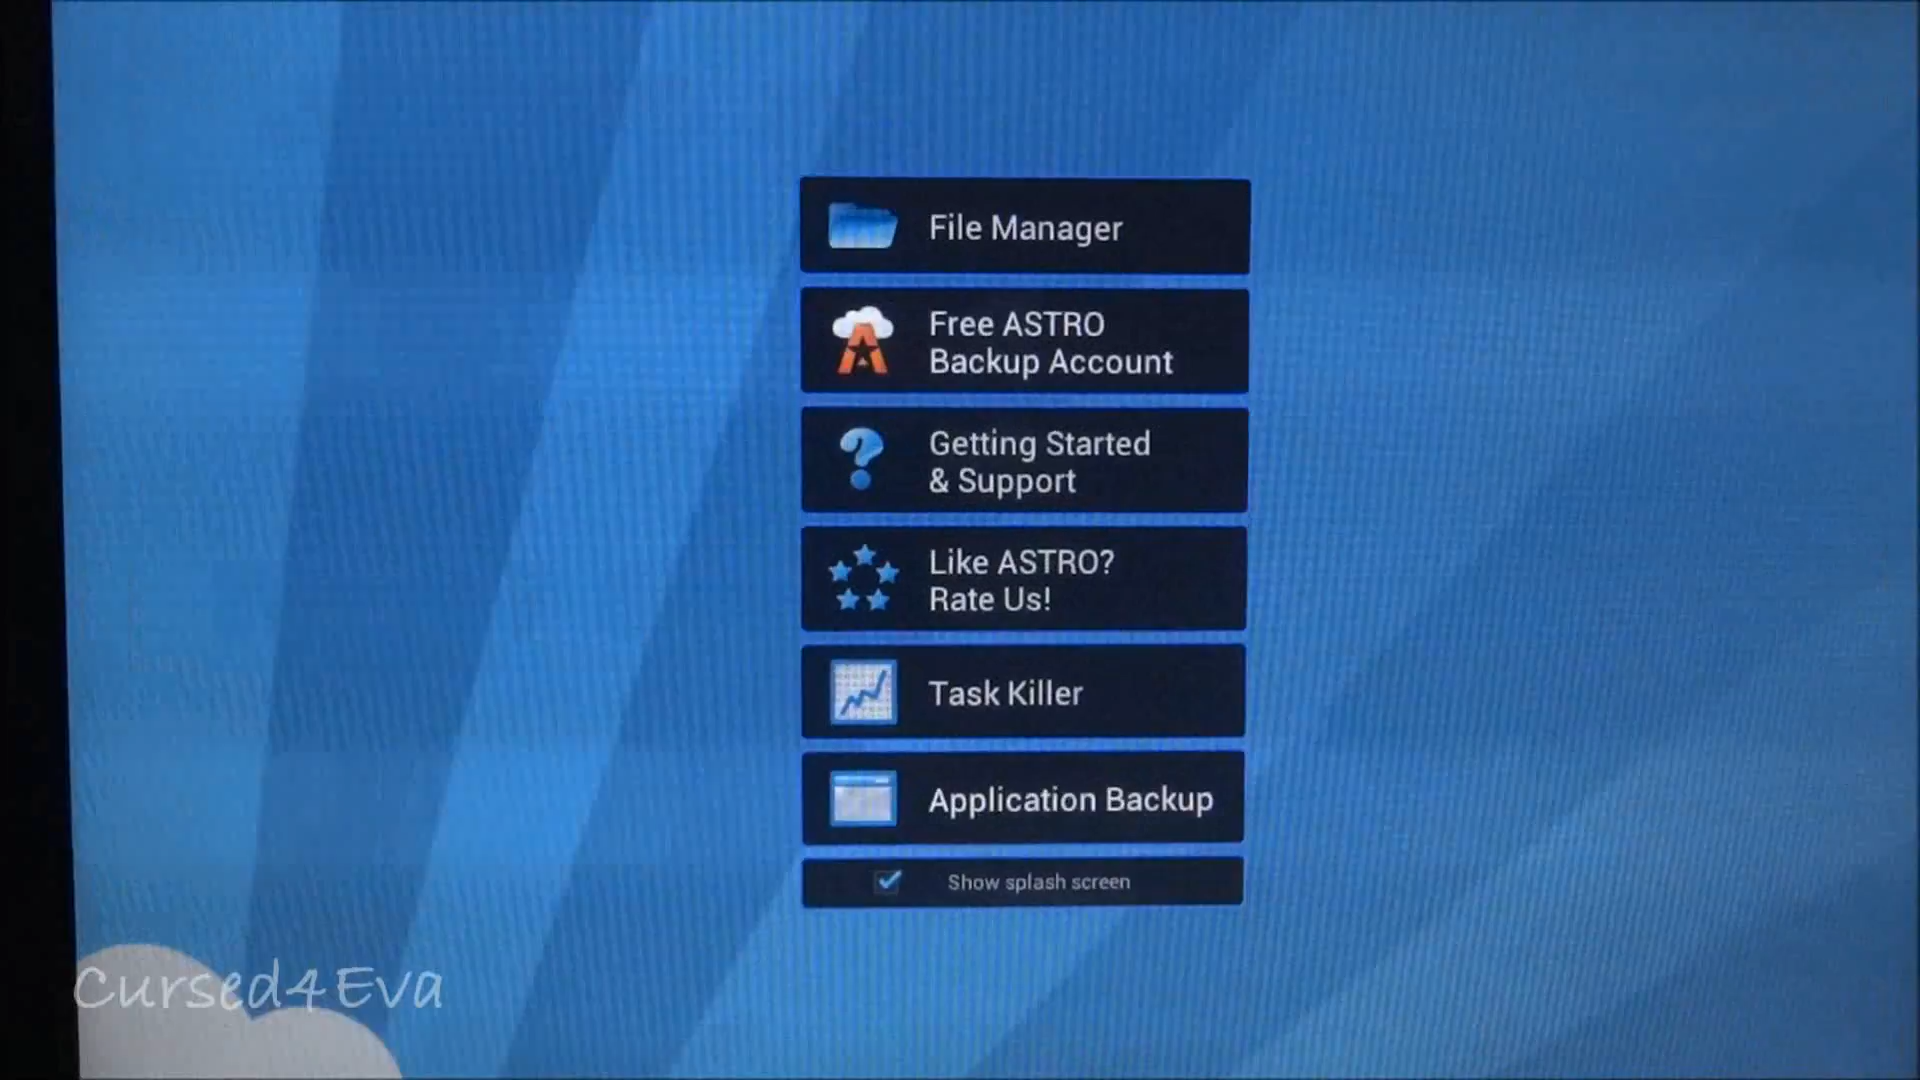 File Manager
Free ASTRO
Backup Account
Getting Started
& Support
Like ASTRO?
Rate Us!
Task Killer
Application Backup
Show splash screen
Cursed4Eva